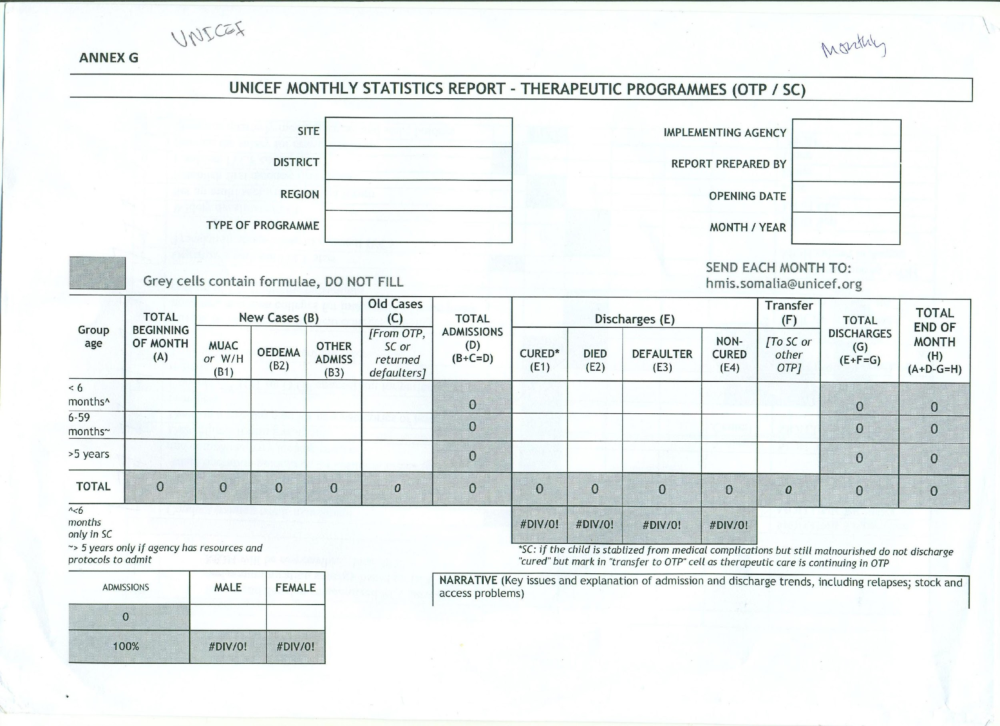 UNICEF
Monthly
ANNEX G
UNICEF MONTHLY STATISTICS REPORT - THERAPEUTIC PROGRAMMES (OTP / SC)
SITE
DISTRICT
REGION
TYPE OF PROGRAMME
IMPLEMENTING AGENCY
REPORT PREPARED BY
OPENING DATE
MONTH / YEAR
Grey cells contain formulae, DO NOT FILL
SEND EACH MONTH TO:
hmis.somalia@unicef.org
Group
age
TOTAL
BEGINNING
OF MONTH
(A)
New Cases (B)
MUAC
or W/H
(B1)
OEDEMA
(B2)
OTHER
ADMISS
(B3)
Old Cases
(C)
[From OTP,
SC or
returned
defaulters]
TOTAL
ADMISSIONS
(D)
(B+C=D)
Discharges (E)
CURED*
(E1)
DIED
(E2)
DEFAULTER
(E3)
NON-
CURED
(E4)
Transfer
(F)
[To SC or
other
OTP]
TOTAL
DISCHARGES
(G)
(E+F=G)
TOTAL
END OF
MONTH
(H)
(A+D-G=H)
< 6
months^
0 0 0
6-59
months~
0 0 0
>5 years
0 0 0
TOTAL 0 0 0 0 0 0 0 0 0 0 0 0 0
#DIV/0! #DIV/0! #DIV/0! #DIV/0!
^<6
months
only in SC
~> 5 years only if agency has resources and
protocols to admit
*SC: if the child is stablized from medical complications but still malnourished do not discharge
"cured" but mark in "transfer to OTP" cell as therapeutic care is continuing in OTP
ADMISSIONS MALE FEMALE
0
100% #DIV/0! #DIV/0!
NARRATIVE (Key issues and explanation of admission and discharge trends, including relapses; stock and
access problems)